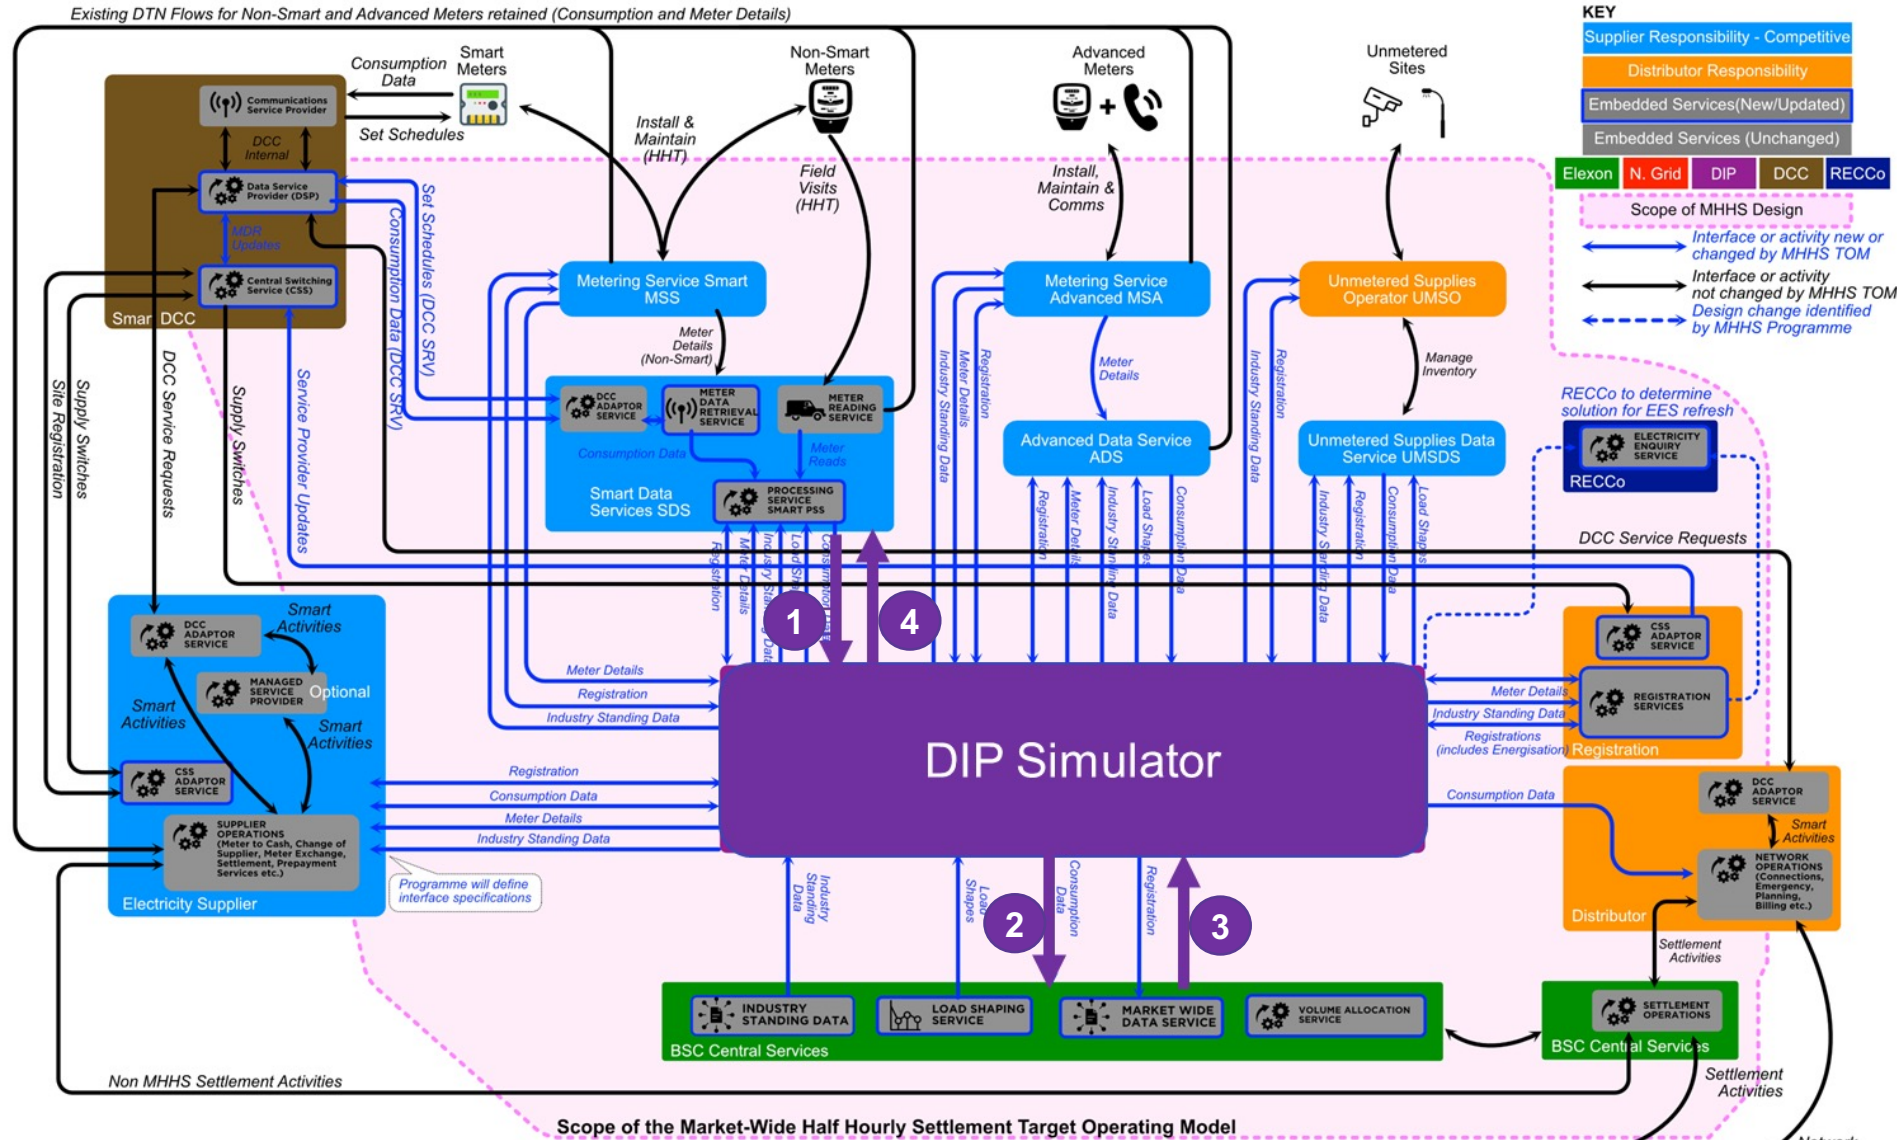 Existing DTN Flows for Non-Smart and Advanced Meters retained (Consumption and Meter Details)
KEY
Supplier Responsibility - Competitive
Distributor Responsibility
Embedded Services(New/Updated)
Embedded Services (Unchanged)
Elexon
N. Grid
DIP
DCC
RECCo
Scope of MHHS Design
Interface or activity new or
changed by MHHS TOM
Interface or activity
not changed by MHHS TOM
Design change identified
by MHHS Programme
Consumption
Data
Set Schedules
Smart
Meters
Non-Smart
Meters
Advanced
Meters
+
Unmetered
Sites
Communications
Service Provider
DCC
Internal
Data Service
Provider (DSP)
MDR
Updates
Central Switching
Service (CSS)
Smart DCC
Install &
Maintain
(HHT)
Field
Visits
(HHT)
Install,
Maintain &
Comms
Set Schedules (DCC SRV)
Consumption Data (DCC SRV)
Metering Service Smart
MSS
Metering Service
Advanced MSA
Unmetered Supplies
Operator UMSO
Meter
Details
(Non-Smart)
Industry Standing Data
Meter Details
Registration
Meter
Details
Industry Standing Data
Registration
Manage
Inventory
DCC
ADAPTOR
SERVICE
METER
DATA
RETRIEVAL
SERVICE
METER
READING
SERVICE
Consumption Data
Meter
Reads
Smart Data
Services SDS
PROCESSING
SERVICE
SMART PSS
Advanced Data Service
ADS
Unmetered Supplies Data
Service UMSDS
RECCo to determine
solution for EES refresh
ELECTRICITY
ENQUIRY
SERVICE
RECCo
Site Registration
Supply Switches
DCC Service Requests
Supply Switches
Service Provider Updates
Registration
Meter Details
Registration
Meter Details
Industry Standing Data
Load Shapes
Consumption Data
Industry Standing Data
Registration
Consumption Data
Load Shapes
DCC Service Requests
1
4
DCC
ADAPTOR
SERVICE
Smart
Activities
MANAGED
SERVICE
PROVIDER
Optional
Smart
Activities
Smart
Activities
CSS
ADAPTOR
SERVICE
SUPPLIER
OPERATIONS
(Meter to Cash, Change of
Supplier, Meter Exchange,
Settlement, Prepayment
Services etc.)
Electricity Supplier
Programme will define
interface specifications
Meter Details
Registration
Industry Standing Data
Registration
Consumption Data
Meter Details
Industry Standing Data
DIP Simulator
Meter Details
Industry Standing Data
Registrations
(includes Energisation)
Consumption Data
CSS
ADAPTOR
SERVICE
REGISTRATION
SERVICES
Registration
DCC
ADAPTOR
SERVICE
Smart
Activities
NETWORK
OPERATIONS
(Connections,
Emergency,
Planning,
Billing etc.)
Distributor
Industry
Standing
Data
Load
Shapes
2
Consumption
Data
Registration
3
Settlement
Activities
INDUSTRY
STANDING DATA
LOAD SHAPING
SERVICE
MARKET WIDE
DATA SERVICE
VOLUME ALLOCATION
SERVICE
BSC Central Services
SETTLEMENT
OPERATIONS
BSC Central Services
Non MHHS Settlement Activities
Settlement
Activities
Scope of the Market-Wide Half Hourly Settlement Target Operating Model